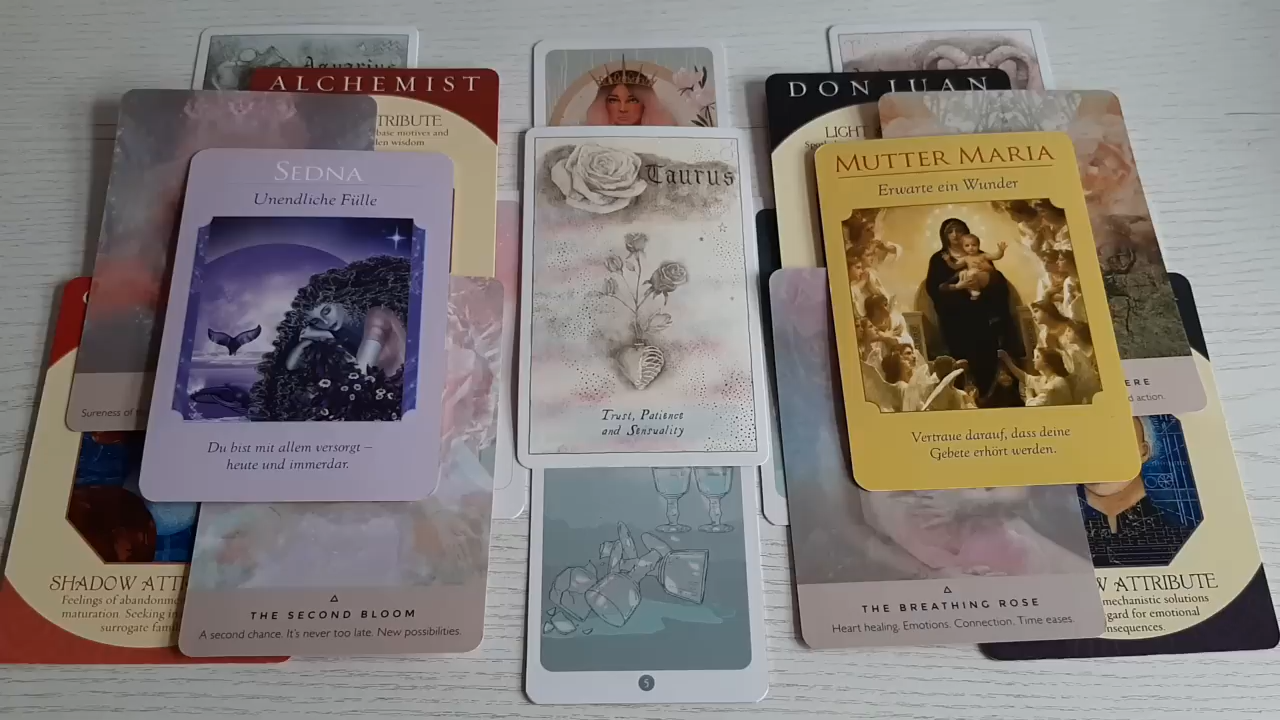 Aquarius
ALCHEMIST
TRIBUTE
base motives and
wisdom
DON JUAN
LIGHT
SEDNA
Unendliche Fülle
Du bist mit allem versorgt –
heute und immerdar.
Taurus
Trust, Patience
and Sensuality
MUTTER MARIA
Erwarte ein Wunder
Vertraue darauf, dass deine
Gebete erhört werden.
Sureness of
ERE
action.
SHADOW ATT
Feelings of abandonme
maturation. Seeking in
surrogate fami
THE SECOND BLOOM
A second chance. It's never too late. New possibilities.
5
THE BREATHING ROSE
Heart healing. Emotions. Connection. Time eases.
W ATTRIBUTE
mechanistic solutions
gard for emotional
nsequences.